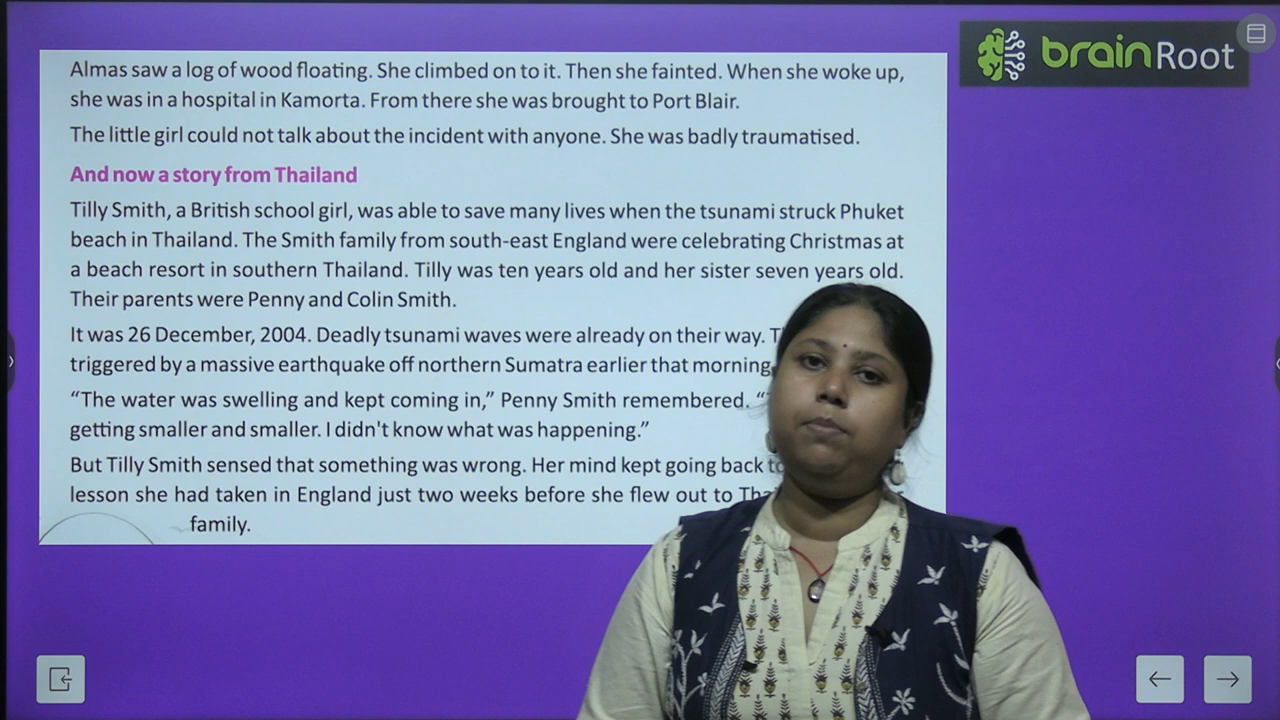 brainRoot
Almas saw a log of wood floating. She climbed on to it. Then she fainted. When she woke up,
she was in a hospital in Kamorta. From there she was brought to Port Blair.
The little girl could not talk about the incident with anyone. She was badly traumatised.
And now a story from Thailand
Tilly Smith, a British school girl, was able to save many lives when the tsunami struck Phuket
beach in Thailand. The Smith family from south-east England were celebrating Christmas at
a beach resort in southern Thailand. Tilly was ten years old and her sister seven years old.
Their parents were Penny and Colin Smith.
It was 26 December, 2004. Deadly tsunami waves were already on their way.
triggered by a massive earthquake off northern Sumatra earlier that morning.
“The water was swelling and kept coming in,” Penny Smith remembered. “
getting smaller and smaller. I didn't know what was happening.”
But Tilly Smith sensed that something was wrong. Her mind kept going back
lesson she had taken in England just two weeks before she flew out to
family.